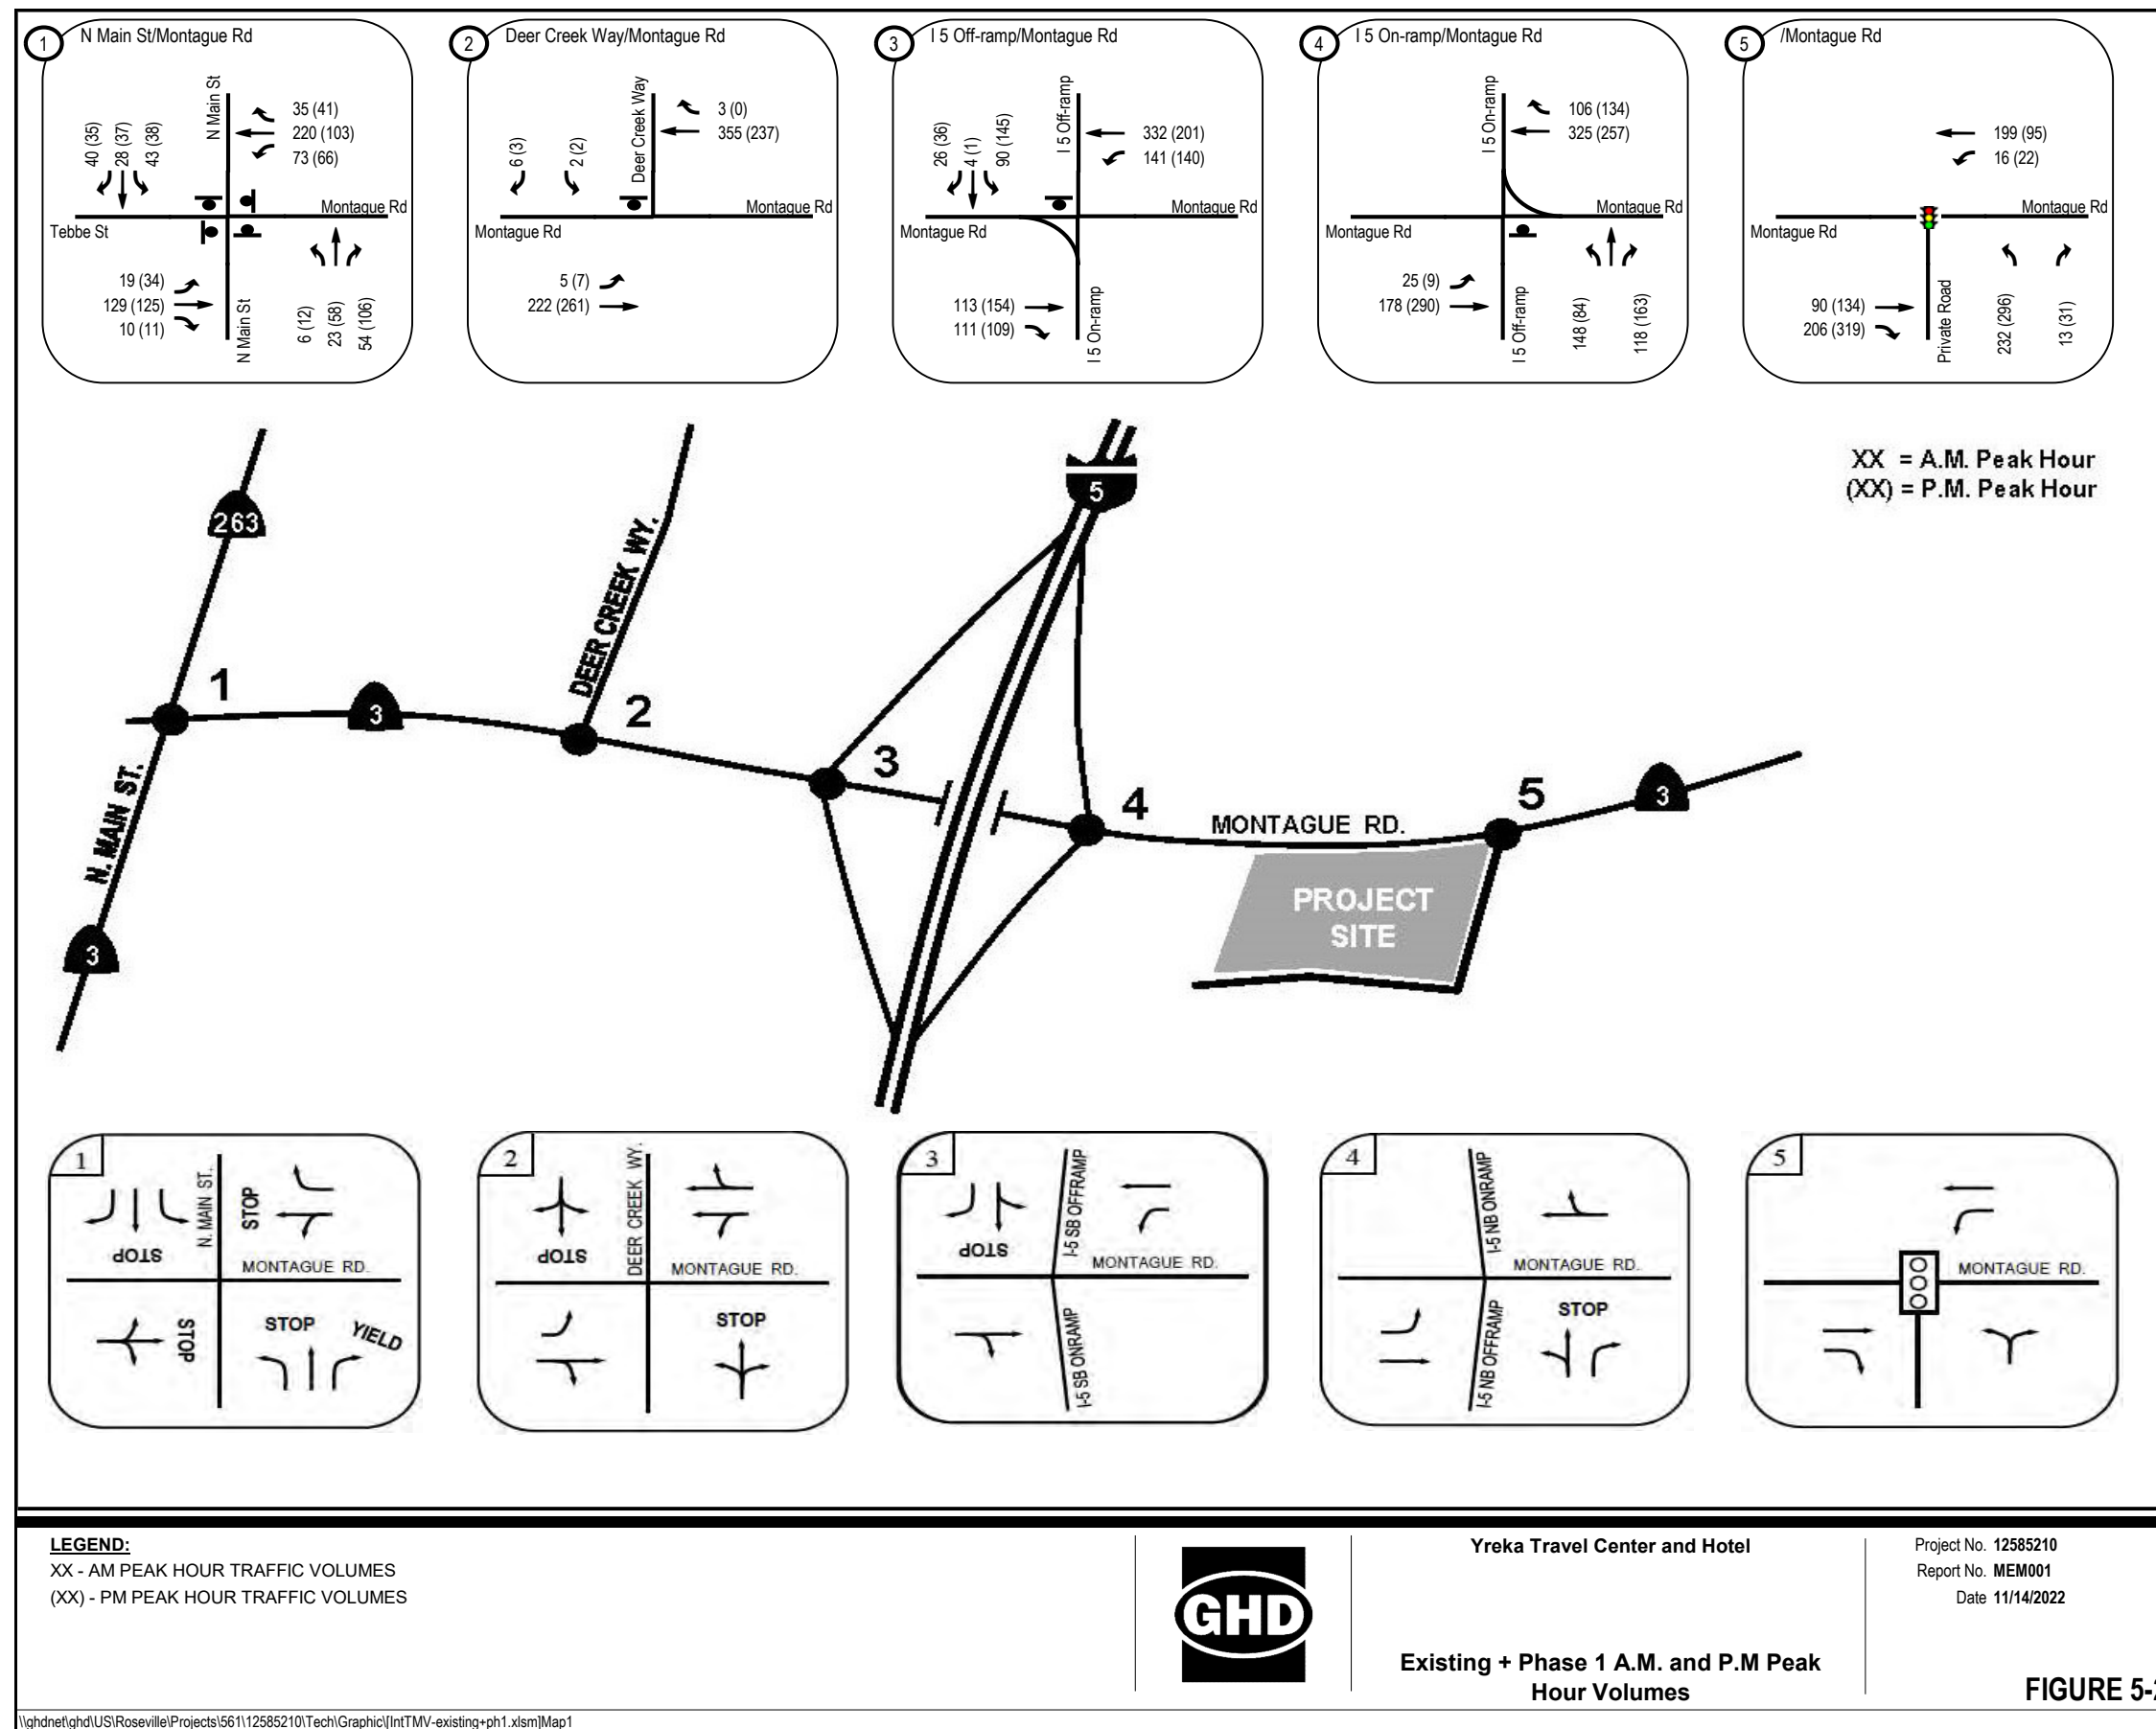 1 N Main St/Montague Rd
N Main St
35 (41)
220 (103)
73 (66)
40 (35)
28 (37)
43 (38)
Montague Rd
Tebbe St
19 (34)
129 (125)
10 (11)
N Main St
6 (12)
23 (58)
54 (106)
2 Deer Creek Way/Montague Rd
Deer Creek Way
3 (0)
355 (237)
6 (3)
2 (2)
Montague Rd
Montague Rd
5 (7)
222 (261)
3 I 5 Off-ramp/Montague Rd
I 5 Off-ramp
332 (201)
141 (140)
26 (36)
4 (1)
90 (145)
Montague Rd
Montague Rd
113 (154)
111 (109)
I 5 On-ramp
4 I 5 On-ramp/Montague Rd
I 5 On-ramp
106 (134)
325 (257)
Montague Rd
Montague Rd
25 (9)
178 (290)
I 5 Off-ramp
148 (84)
118 (163)
5 /Montague Rd
199 (95)
16 (22)
Montague Rd
Montague Rd
90 (134)
206 (319)
Private Road
232 (296)
13 (31)
XX = A.M. Peak Hour
(XX) = P.M. Peak Hour
263
5
DEER CREEK WY.
1
3
2
3
4
MONTAGUE RD.
5
3
N. MAIN ST.
3
PROJECT
SITE
1
N. MAIN ST.
STOP
STOP
MONTAGUE RD.
STOP
STOP
YIELD
2
DEER CREEK WY.
STOP
MONTAGUE RD.
STOP
3
I-5 SB OFFRAMP
STOP
MONTAGUE RD.
I-5 SB ONRAMP
4
I-5 NB ONRAMP
MONTAGUE RD.
I-5 NB OFFRAMP
STOP
5
MONTAGUE RD.
LEGEND:
XX - AM PEAK HOUR TRAFFIC VOLUMES
(XX) - PM PEAK HOUR TRAFFIC VOLUMES
GHD
Yreka Travel Center and Hotel
Existing + Phase 1 A.M. and P.M Peak
Hour Volumes
Project No. 12585210
Report No. MEM001
Date 11/14/2022
FIGURE 5-2
\\ghdnet\ghd\US\Roseville\Projects\561\12585210\Tech\Graphic\[IntTMV-existing+ph1.xlsm]Map1